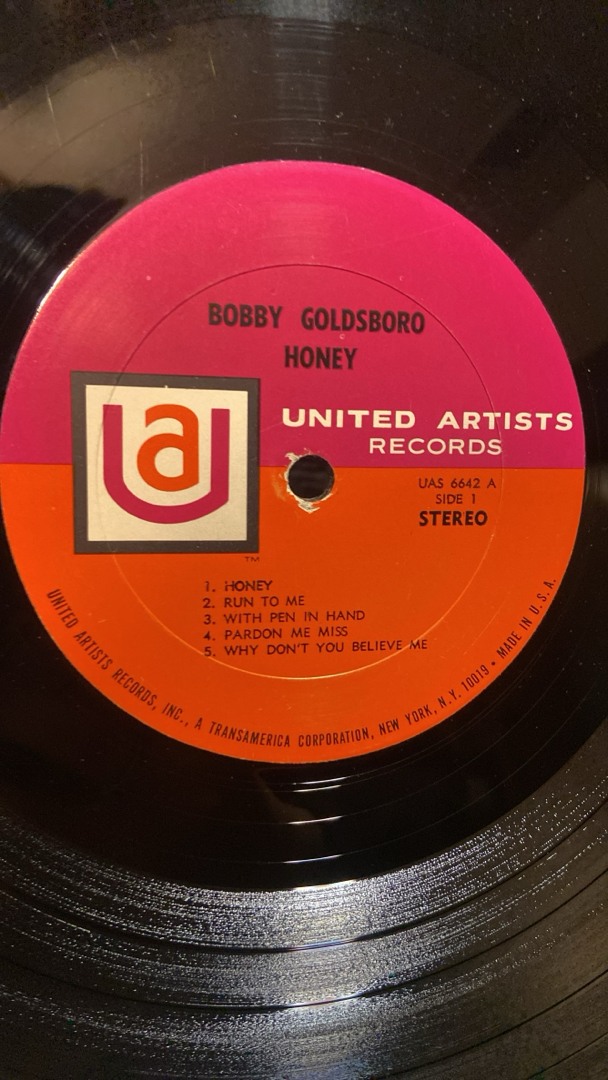 BOBBY GOLDSBORO
HONEY
ua
UNITED ARTISTS
RECORDS
UAS 6642 A
SIDE 1
STEREO
TM
1. HONEY
2. RUN TO ME
3. WITH PEN IN HAND
4. PARDON ME MISS
5. WHY DON'T YOU BELIEVE ME
UNITED ARTISTS RECORDS, INC., A TRANSAMERICA CORPORATION, NEW YORK, N.Y. 10019 • MADE IN U.S.A.